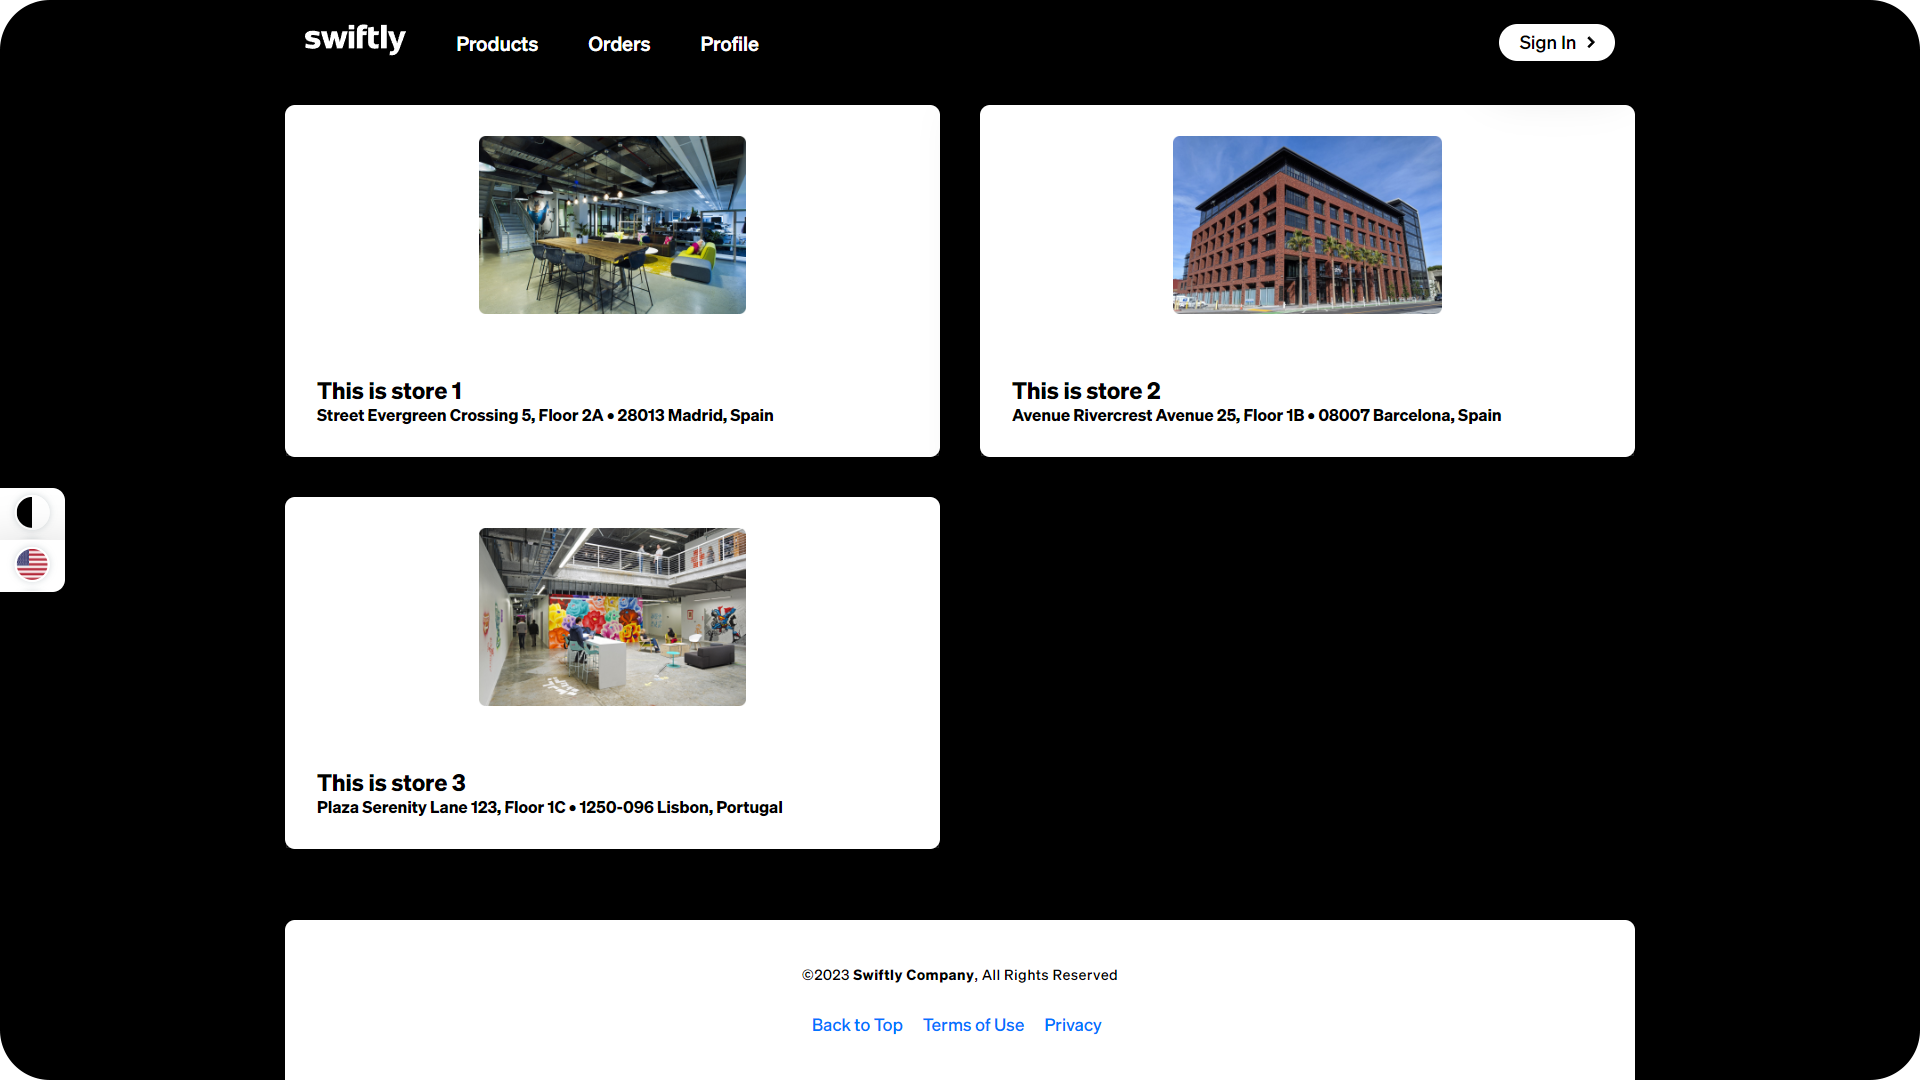 swiftly
Products
Orders
Profile
Sign In
This is store 1
Street Evergreen Crossing 5, Floor 2A • 28013 Madrid, Spain
This is store 2
Avenue Rivercrest Avenue 25, Floor 1B • 08007 Barcelona, Spain
This is store 3
Plaza Serenity Lane 123, Floor 1C • 1250-096 Lisbon, Portugal
©2023 Swiftly Company, All Rights Reserved
Back to Top
Terms of Use
Privacy